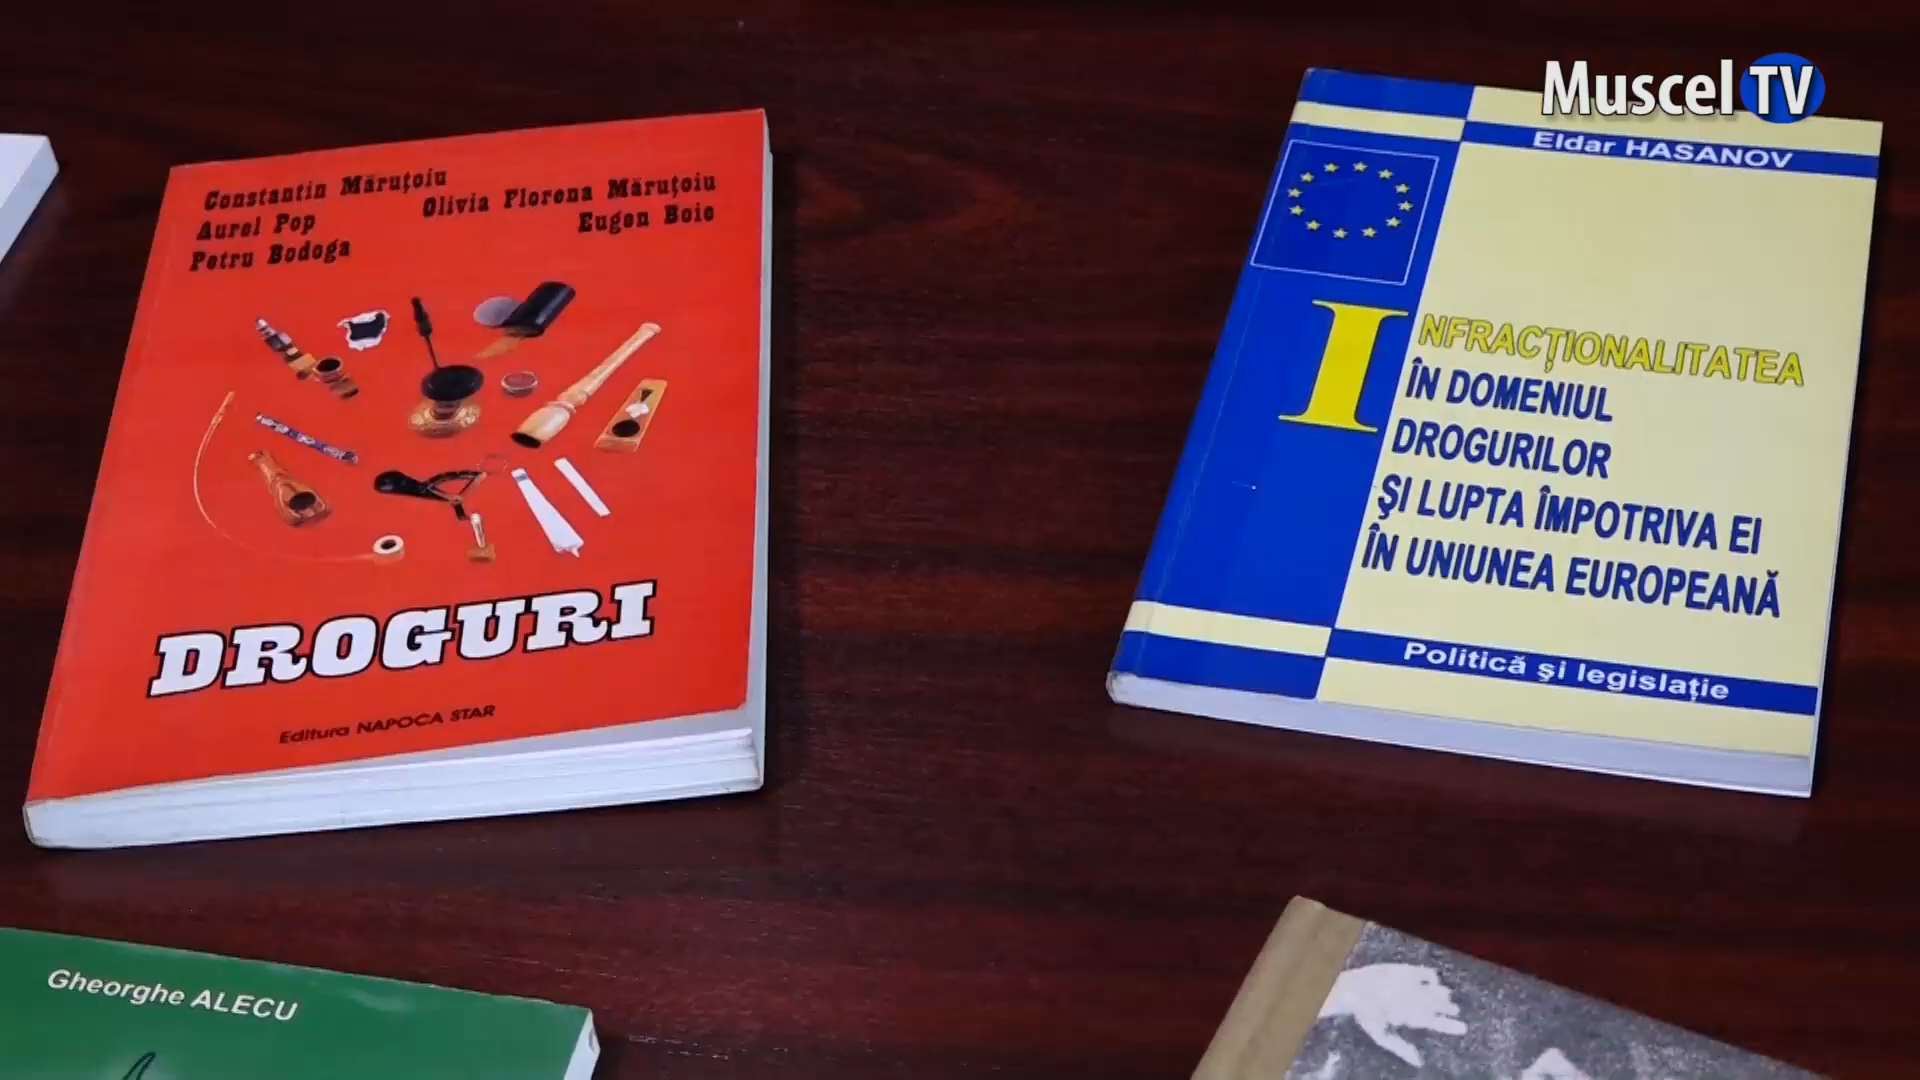 Muscel TV
Constantin Măruțoiu
Aurel Pop
Petru Bodoga
Olivia Florena Măruțoiu
Eugen Boie
DROGURI
Editura NAPOCA STAR
Eldar HASANOV
INFRACȚIONALITATEA
ÎN DOMENIUL
DROGURILOR
ȘI LUPTA ÎMPOTRIVA EI
ÎN UNIUNEA EUROPEANĂ
Politică și legislație
Gheorghe ALECU